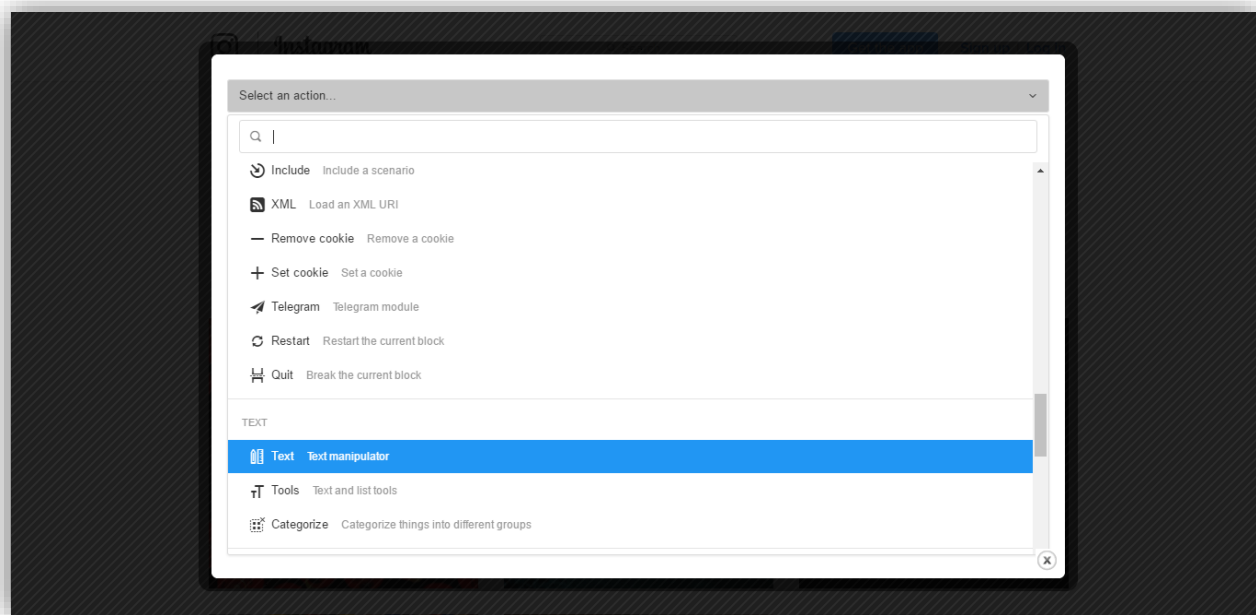 Instagram
Select an action...
Include Include a scenario
XML Load an XML URI
Remove cookie Remove a cookie
Set cookie Set a cookie
Telegram Telegram module
Restart Restart the current block
Quit Break the current block
TEXT
Text Text manipulator
Tools Text and list tools
Categorize Categorize things into different groups
x